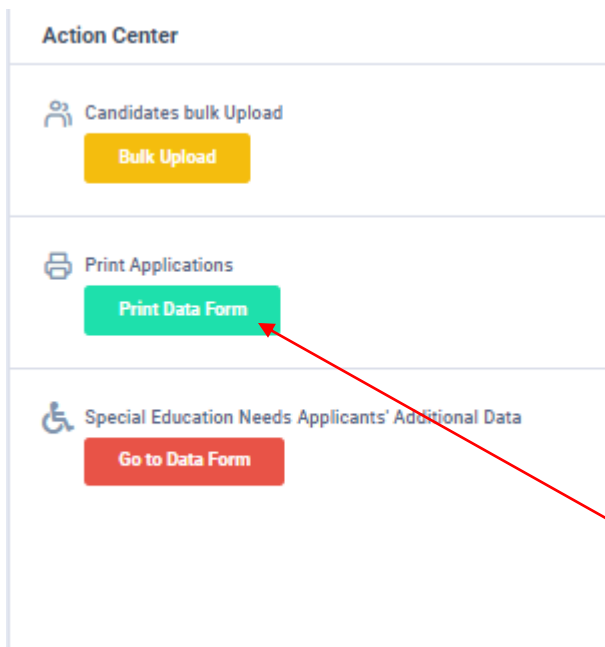 Action Center
Candidates bulk Upload
Bulk Upload
Print Applications
Print Data Form
Special Education Needs Applicants' Additional Data
Go to Data Form